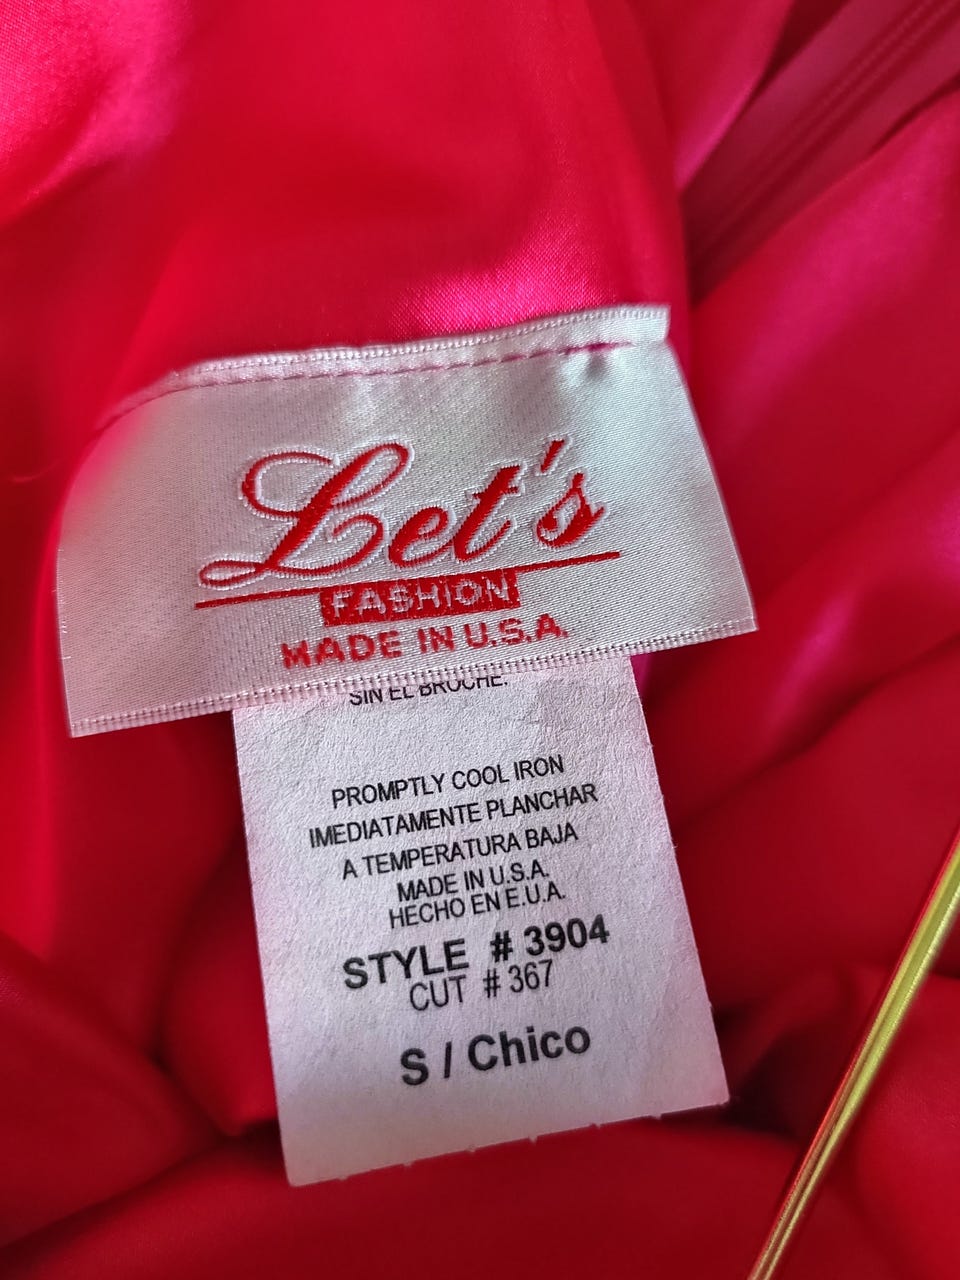 Let's
FASHION
MADE IN U.S.A.
SIN EL BROCHE.
PROMPTLY COOL IRON
IMEDIATAMENTE PLANCHAR
A TEMPERATURA BAJA
MADE IN U.S.A.
HECHO EN E.U.A.
STYLE # 3904
CUT # 367
S / Chico